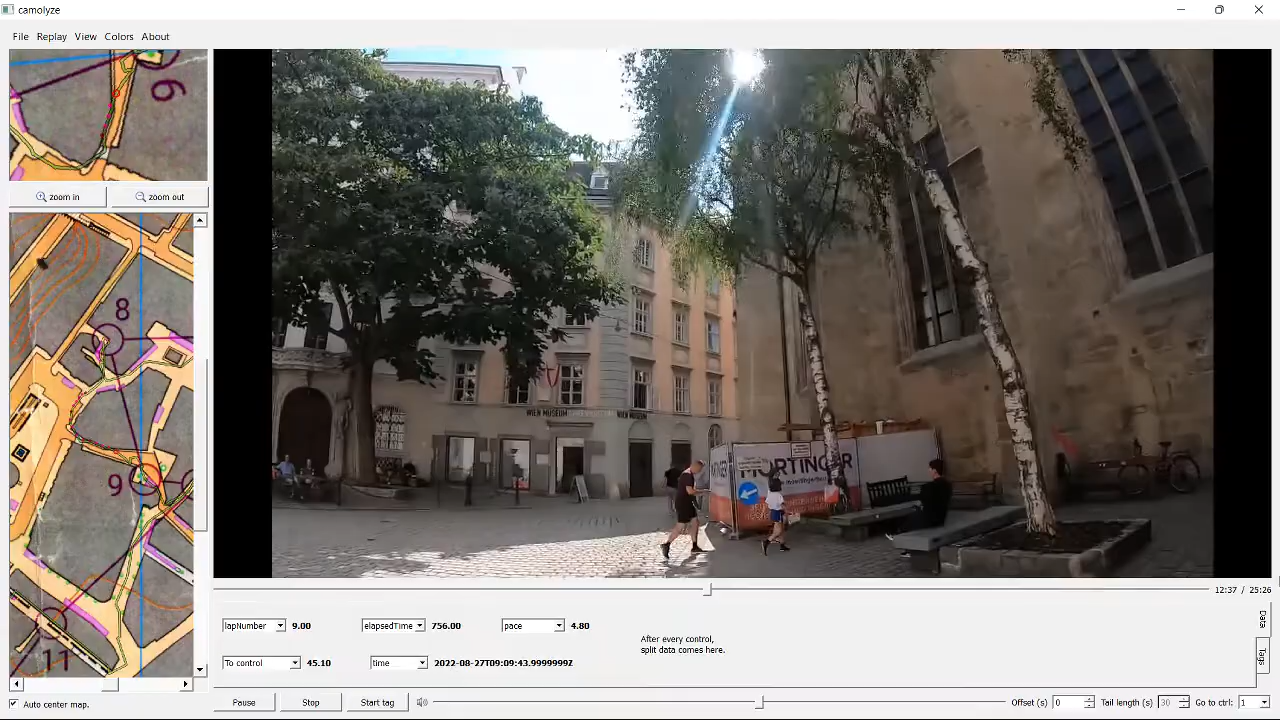 camolyze
File Replay View Colors About
6
zoom in zoom out
8
9
11
WIEN MUSEUM
MÖRTINGER
12:37 / 25:26
lapNumber 9.00 elapsedTime 756.00 pace 4.80
After every control,
split data comes here.
To control 45.10 time 2022-08-27T09:09:43.9999999Z
Data
Tags
Auto center map.
Pause Stop Start tag Offset (s) 0 Tail length (s) 30 Go to ctrl: 1